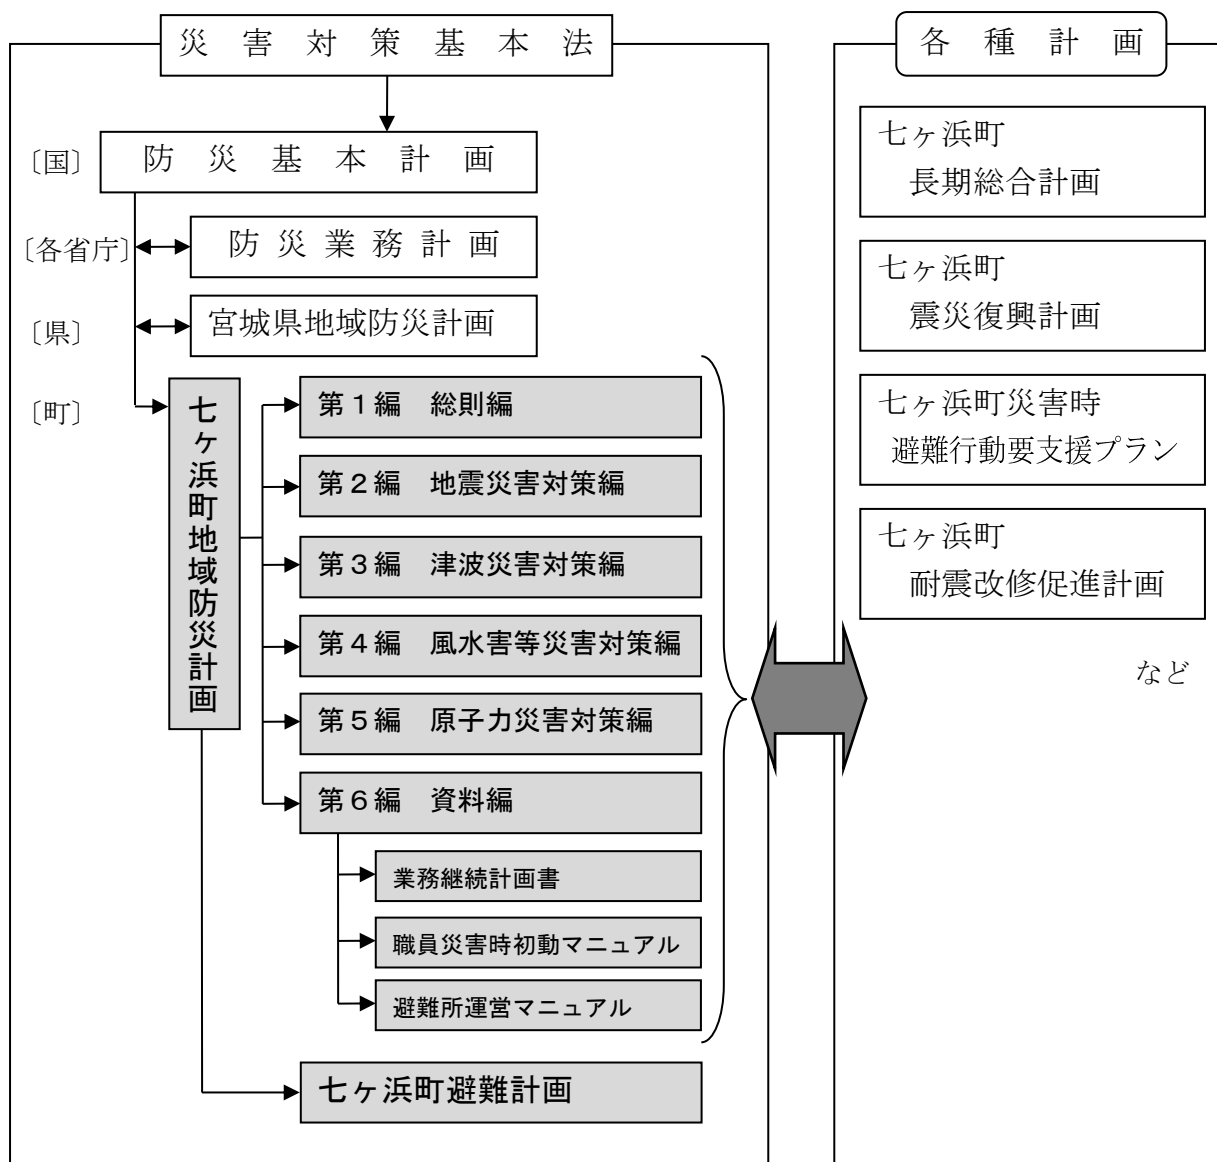 災害対策基本法
〔国〕
防災基本計画
〔各省庁〕
防災業務計画
〔県〕
宮城県地域防災計画
〔町〕
七ヶ浜町地域防災計画
第1編　総則編
第2編　地震災害対策編
第3編　津波災害対策編
第4編　風水害等災害対策編
第5編　原子力災害対策編
第6編　資料編
業務継続計画書
職員災害時初動マニュアル
避難所運営マニュアル
七ヶ浜町避難計画
各種計画
七ヶ浜町
長期総合計画
七ヶ浜町
震災復興計画
七ヶ浜町災害時
避難行動要支援プラン
七ヶ浜町
耐震改修促進計画
など